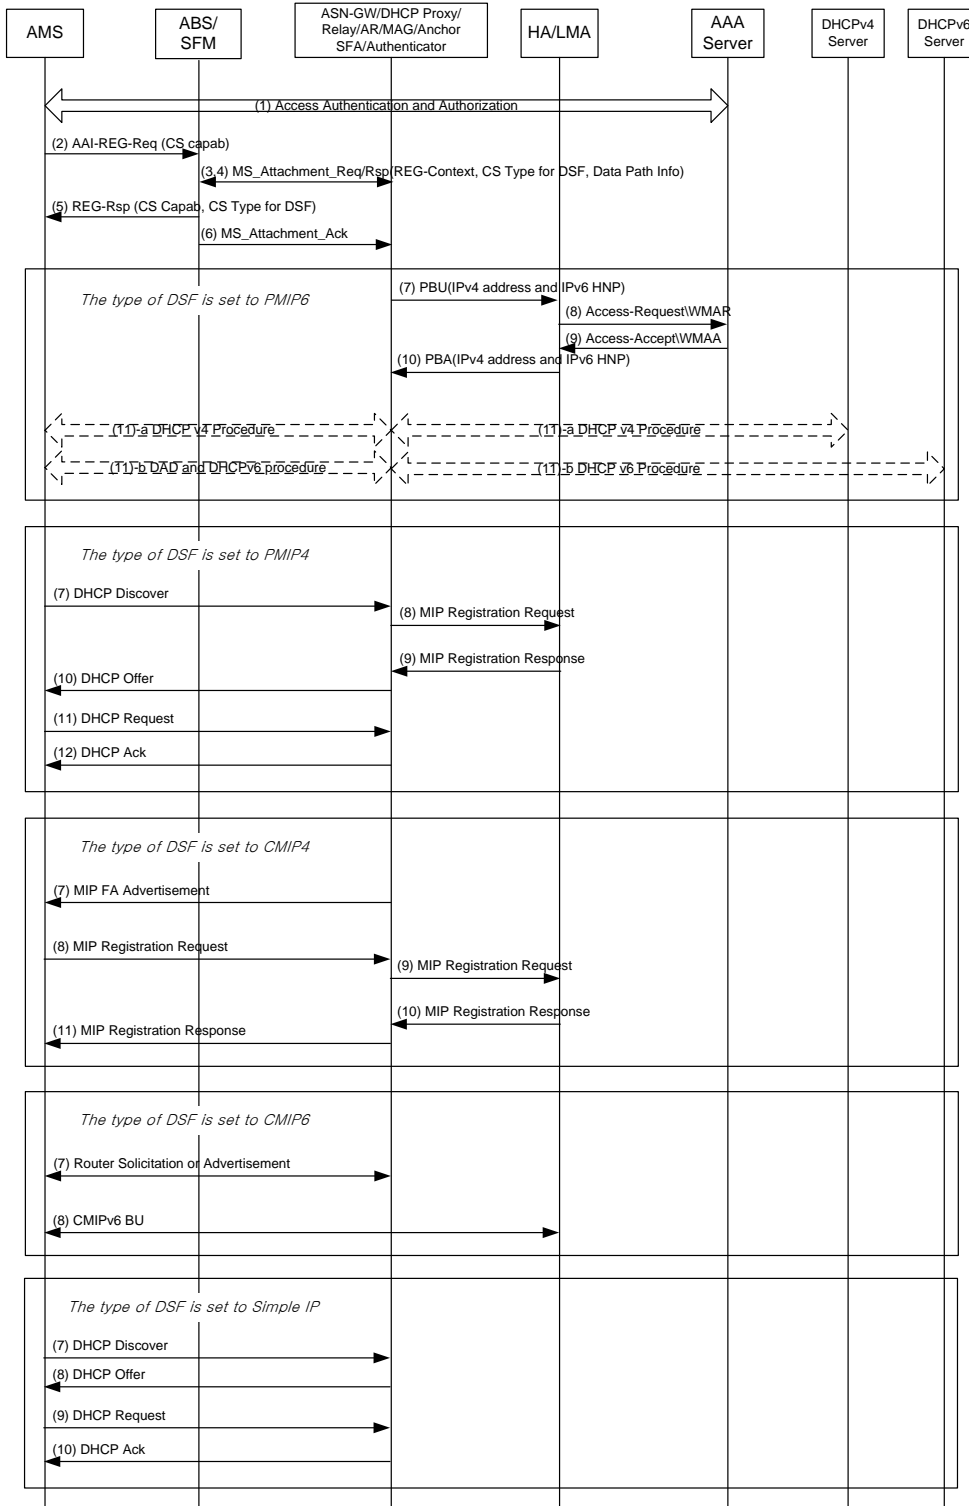 AMS
ABS/
SFM
ASN-GW/DHCP Proxy/
Relay/AR/MAG/Anchor
SFA/Authenticator
HA/LMA
AAA
Server
DHCPv4
Server
DHCPv6
Server
(1) Access Authentication and Authorization
(2) AAI-REG-Req (CS capab)
(3,4) MS_Attachment_Req/Rsp(REG-Context, CS Type for DSF, Data Path Info)
(5) REG-Rsp (CS Capab, CS Type for DSF)
(6) MS_Attachment_Ack
The type of DSF is set to PMIP6
(7) PBU(IPv4 address and IPv6 HNP)
(8) Access-Request\WMAR
(9) Access-Accept\WMAA
(10) PBA(IPv4 address and IPv6 HNP)
(11)-a DHCP v4 Procedure
(11)-a DHCP v4 Procedure
(11)-b DAD and DHCPv6 procedure
(11)-b DHCP v6 Procedure
The type of DSF is set to PMIP4
(7) DHCP Discover
(8) MIP Registration Request
(9) MIP Registration Response
(10) DHCP Offer
(11) DHCP Request
(12) DHCP Ack
The type of DSF is set to CMIP4
(7) MIP FA Advertisement
(8) MIP Registration Request
(9) MIP Registration Request
(10) MIP Registration Response
(11) MIP Registration Response
The type of DSF is set to CMIP6
(7) Router Solicitation or Advertisement
(8) CMIPv6 BU
The type of DSF is set to Simple IP
(7) DHCP Discover
(8) DHCP Offer
(9) DHCP Request
(10) DHCP Ack